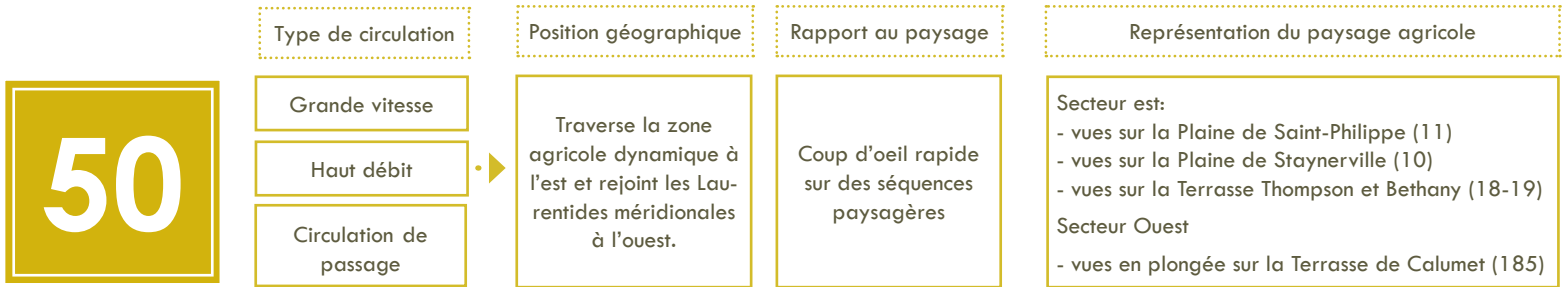 50
Type de circulation
Grande vitesse
Haut débit
Circulation de
passage
Position géographique
Traverse la zone
agricole dynamique à
l'est et rejoint les Lau-
rentides méridionales
à l'ouest.
Rapport au paysage
Coup d'oeil rapide
sur des séquences
paysagères
Représentation du paysage agricole
Secteur est:
- vues sur la Plaine de Saint-Philippe (11)
- vues sur la Plaine de Staynerville (10)
- vues sur la Terrasse Thompson et Bethany (18-19)
Secteur Ouest
- vues en plongée sur la Terrasse de Calumet (185)